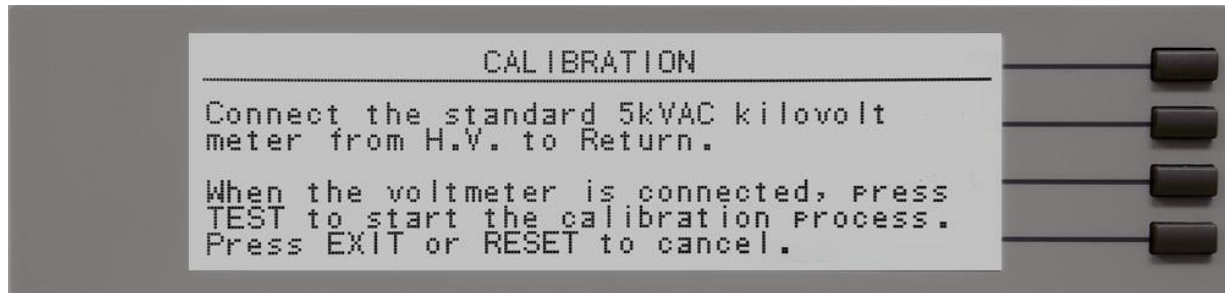 CALIBRATION
Connect the standard 5kVAC kilovolt
meter from H.V. to Return.
When the voltmeter is connected, press
TEST to start the calibration process.
Press EXIT or RESET to cancel.